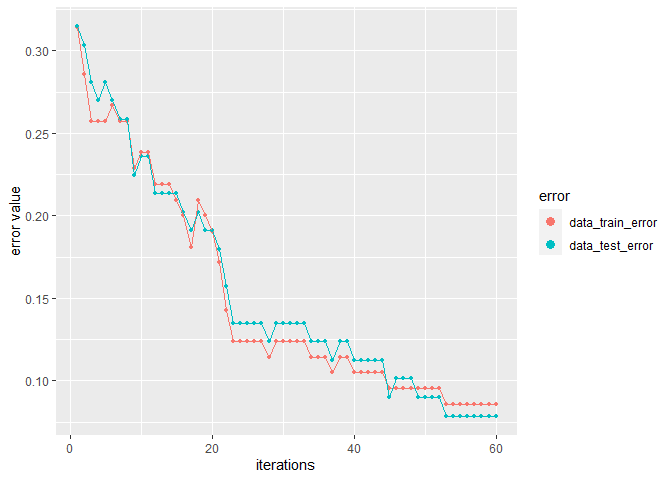 error value
0.30
0.25
0.20
0.15
0.10
0
20
40
60
iterations
error
data_train_error
data_test_error